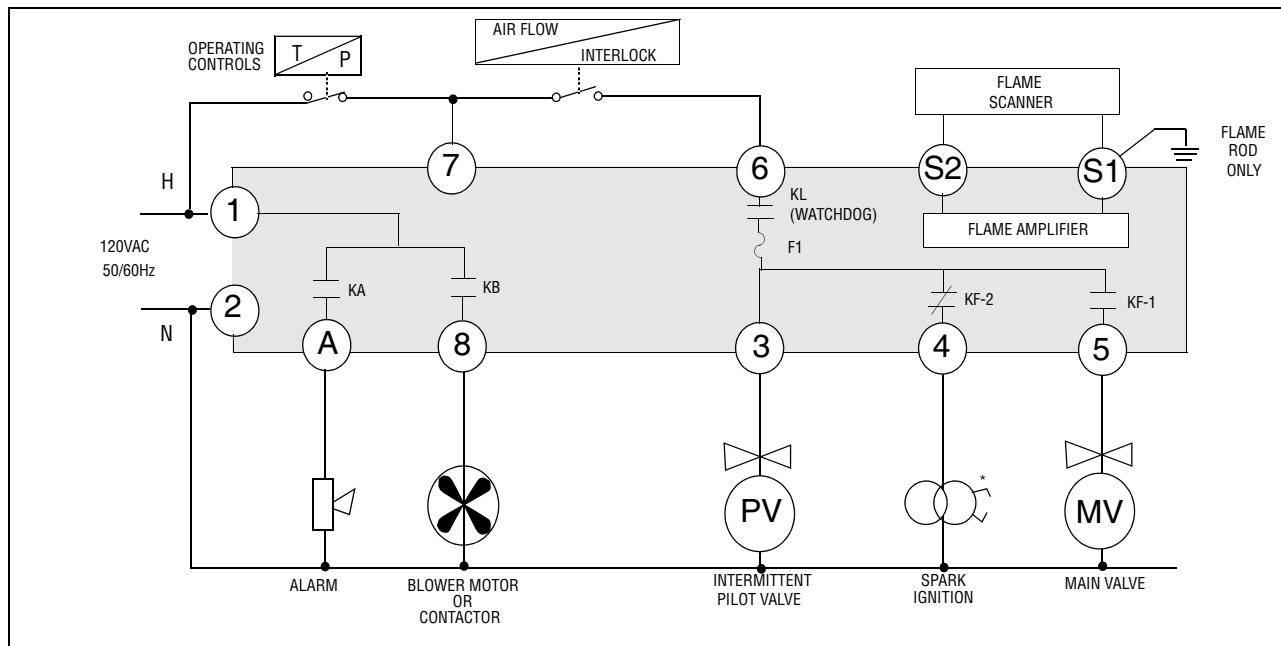 AIR FLOW
INTERLOCK
OPERATING
CONTROLS
T
P
FLAME
SCANNER
FLAME
ROD
ONLY
7
6
S2
S1
H
1
KL
(WATCHDOG)
FLAME AMPLIFIER
120VAC
50/60Hz
F1
2
KA
KB
KF-2
KF-1
N
A
8
3
4
5
*
PV
MV
ALARM
BLOWER MOTOR
OR
CONTACTOR
INTERMITTENT
PILOT VALVE
SPARK
IGNITION
MAIN VALVE